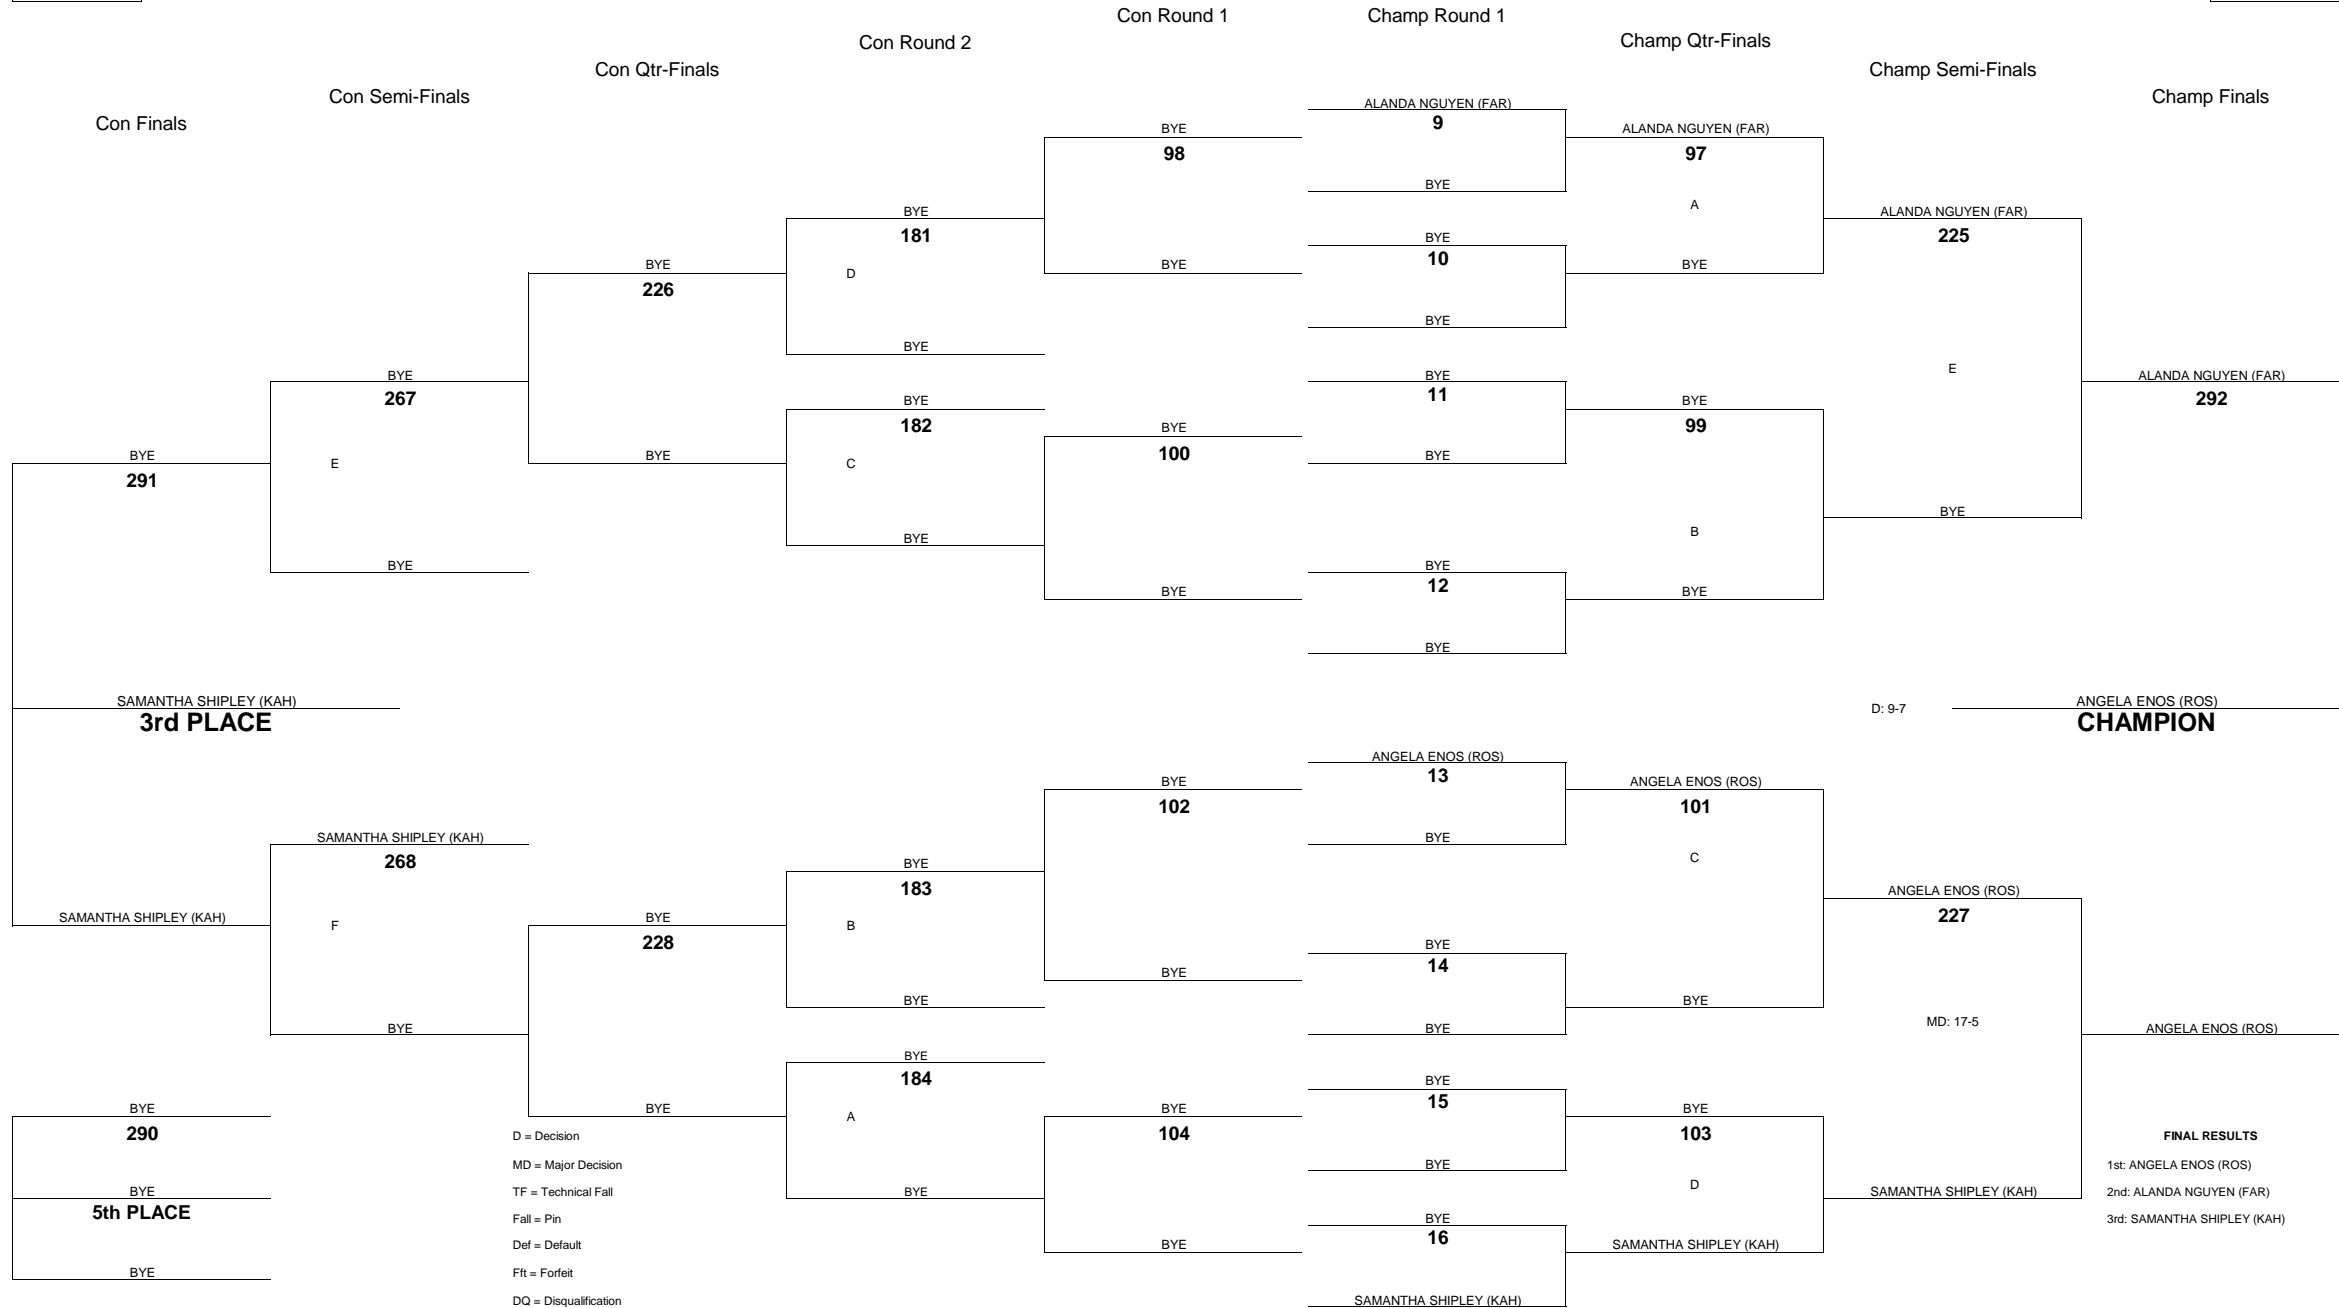 Con Round 1
Champ Round 1
Con Round 2
Champ Qtr-Finals
Con Qtr-Finals
Champ Semi-Finals
Con Semi-Finals
Champ Finals
Con Finals
ALANDA NGUYEN (FAR)
9
BYE
98
ALANDA NGUYEN (FAR)
97
BYE
A
BYE
181
ALANDA NGUYEN (FAR)
225
BYE
10
BYE
226
D
BYE
BYE
BYE
BYE
E
BYE
267
BYE
11
ALANDA NGUYEN (FAR)
292
BYE
182
BYE
99
BYE
100
BYE
291
E
BYE
C
BYE
BYE
B
BYE
BYE
BYE
12
BYE
BYE
BYE
SAMANTHA SHIPLEY (KAH)
3rd PLACE
D: 9-7
ANGELA ENOS (ROS)
CHAMPION
ANGELA ENOS (ROS)
13
BYE
102
ANGELA ENOS (ROS)
101
SAMANTHA SHIPLEY (KAH)
268
BYE
C
BYE
183
ANGELA ENOS (ROS)
227
SAMANTHA SHIPLEY (KAH)
F
BYE
228
B
BYE
14
BYE
BYE
BYE
BYE
BYE
MD: 17-5
ANGELA ENOS (ROS)
BYE
184
BYE
15
BYE
290
BYE
A
BYE
104
BYE
103
D = Decision
FINAL RESULTS
MD = Major Decision
BYE
1st: ANGELA ENOS (ROS)
BYE
5th PLACE
TF = Technical Fall
BYE
D
SAMANTHA SHIPLEY (KAH)
2nd: ALANDA NGUYEN (FAR)
Fall = Pin
BYE
16
3rd: SAMANTHA SHIPLEY (KAH)
Def = Default
BYE
SAMANTHA SHIPLEY (KAH)
BYE
Fft = Forfeit
DQ = Disqualification
SAMANTHA SHIPLEY (KAH)